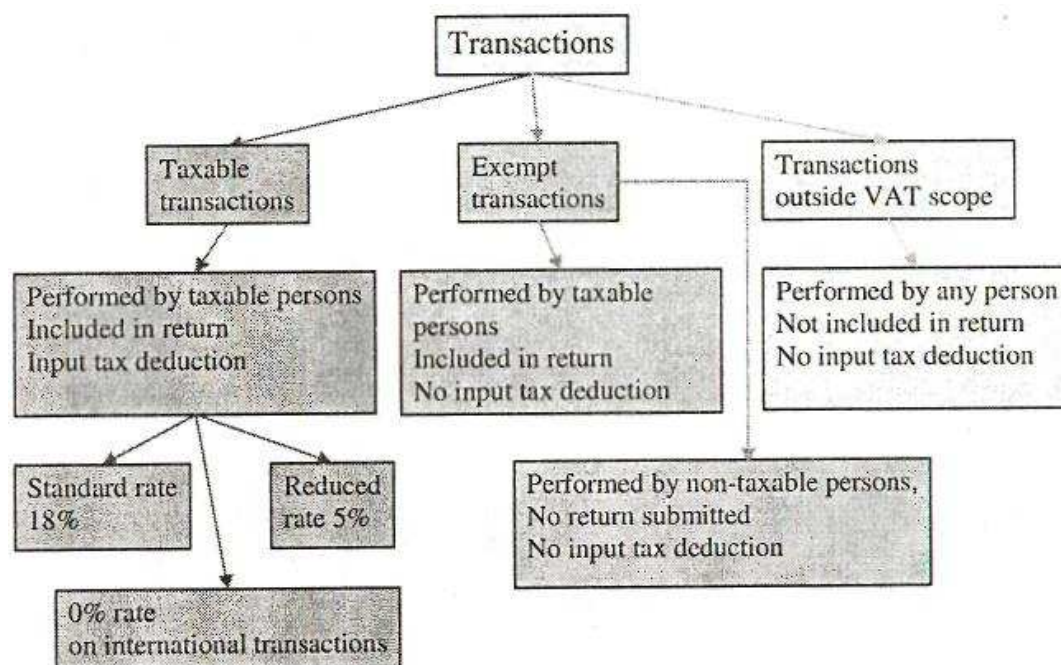 Transactions
Taxable
transactions
Exempt
transactions
Transactions
outside VAT scope
Performed by taxable persons
Included in return
Input tax deduction
Performed by taxable
persons
Included in return
No input tax deduction
Performed by any person
Not included in return
No input tax deduction
Standard rate
18%
Reduced
rate 5%
Performed by non-taxable persons,
No return submitted
No input tax deduction
0% rate
on international transactions